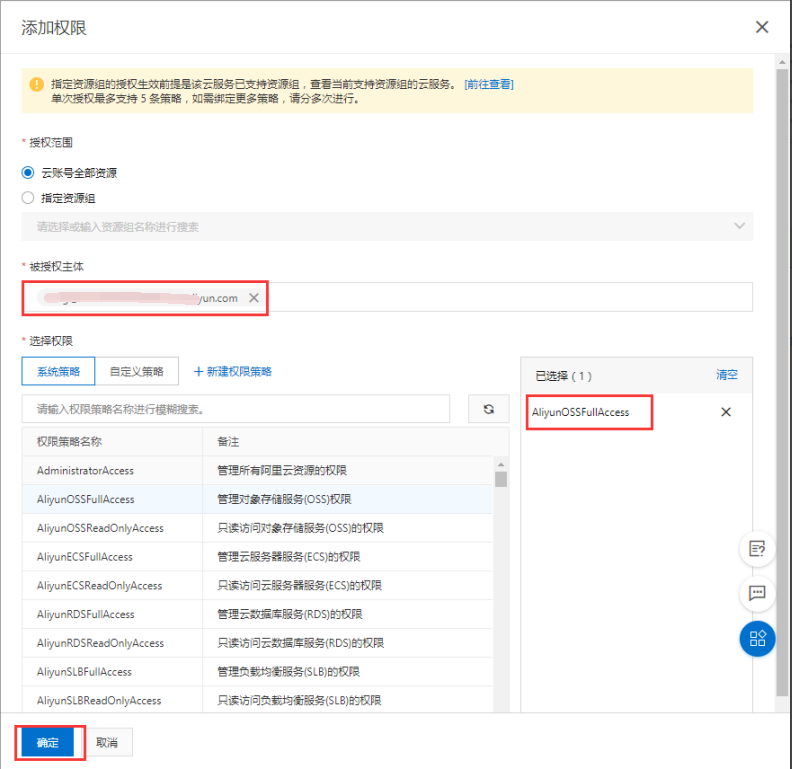 添加权限
指定资源组的授权生效前提是该云服务已支持资源组，查看当前支持资源组的云服务。 [前往查看]
单次授权最多支持 5 条策略，如需绑定更多策略，请分多次进行。
* 授权范围
云账号全部资源
指定资源组
请选择或输入资源组名称进行搜索
* 被授权主体
yun.com
* 选择权限
系统策略 自定义策略 + 新建权限策略
请输入权限策略名称进行模糊搜索。
权限策略名称 备注
AdministratorAccess 管理所有阿里云资源的权限
AliyunOSSFullAccess 管理对象存储服务(OSS)权限
AliyunOSSReadOnlyAccess 只读访问对象存储服务(OSS)的权限
AliyunECSFullAccess 管理云服务器服务(ECS)的权限
AliyunECSReadOnlyAccess 只读访问云服务器服务(ECS)的权限
AliyunRDSFullAccess 管理云数据库服务(RDS)的权限
AliyunRDSReadOnlyAccess 只读访问云数据库服务(RDS)的权限
AliyunSLBFullAccess 管理负载均衡服务(SLB)的权限
AliyunSLBReadOnlyAccess 只读访问负载均衡服务(SLB)的权限
已选择 ( 1 ) 清空
AliyunOSSFullAccess
确定 取消